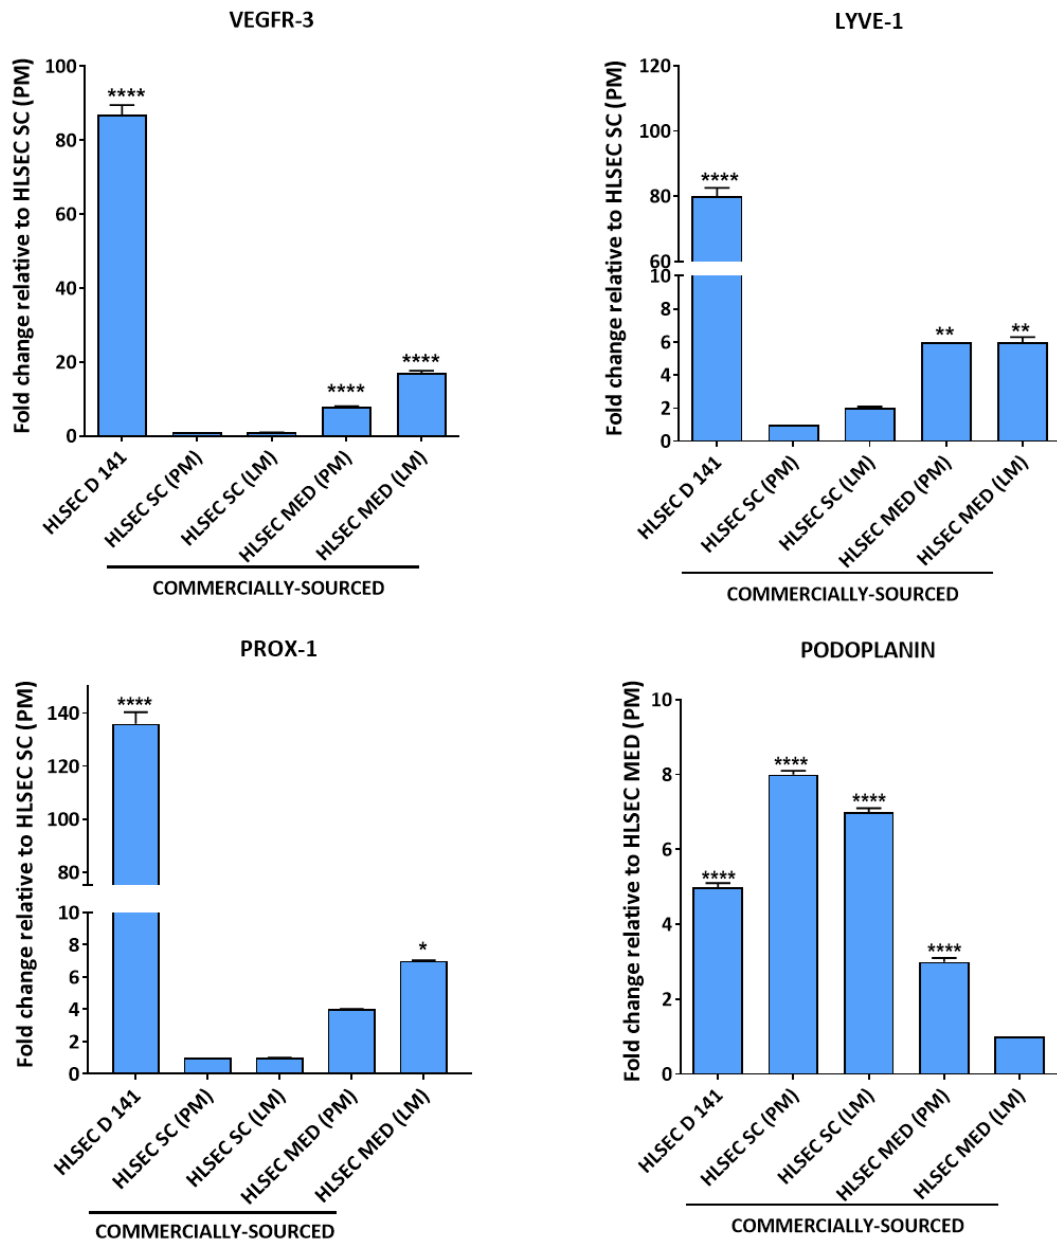 VEGFR-3
Fold change relative to HLSEC SC (PM)
100
80
60
40
20
0
****
****
****
HLSEC D 141
HLSEC SC (PM)
HLSEC SC (LM)
HLSEC MED (PM)
HLSEC MED (LM)
COMMERCIALLY-SOURCED
LYVE-1
Fold change relative to HLSEC SC (PM)
120
100
80
60
10
8
6
4
2
0
****
**
**
HLSEC D 141
HLSEC SC (PM)
HLSEC SC (LM)
HLSEC MED (PM)
HLSEC MED (LM)
COMMERCIALLY-SOURCED
PROX-1
Fold change relative to HLSEC SC (PM)
140
120
100
80
10
8
6
4
2
0
****
*
HLSEC D 141
HLSEC SC (PM)
HLSEC SC (LM)
HLSEC MED (PM)
HLSEC MED (LM)
COMMERCIALLY-SOURCED
PODOPLANIN
Fold change relative to HLSEC MED (PM)
10
8
6
4
2
0
****
****
****
****
HLSEC D 141
HLSEC SC (PM)
HLSEC SC (LM)
HLSEC MED (PM)
HLSEC MED (LM)
COMMERCIALLY-SOURCED